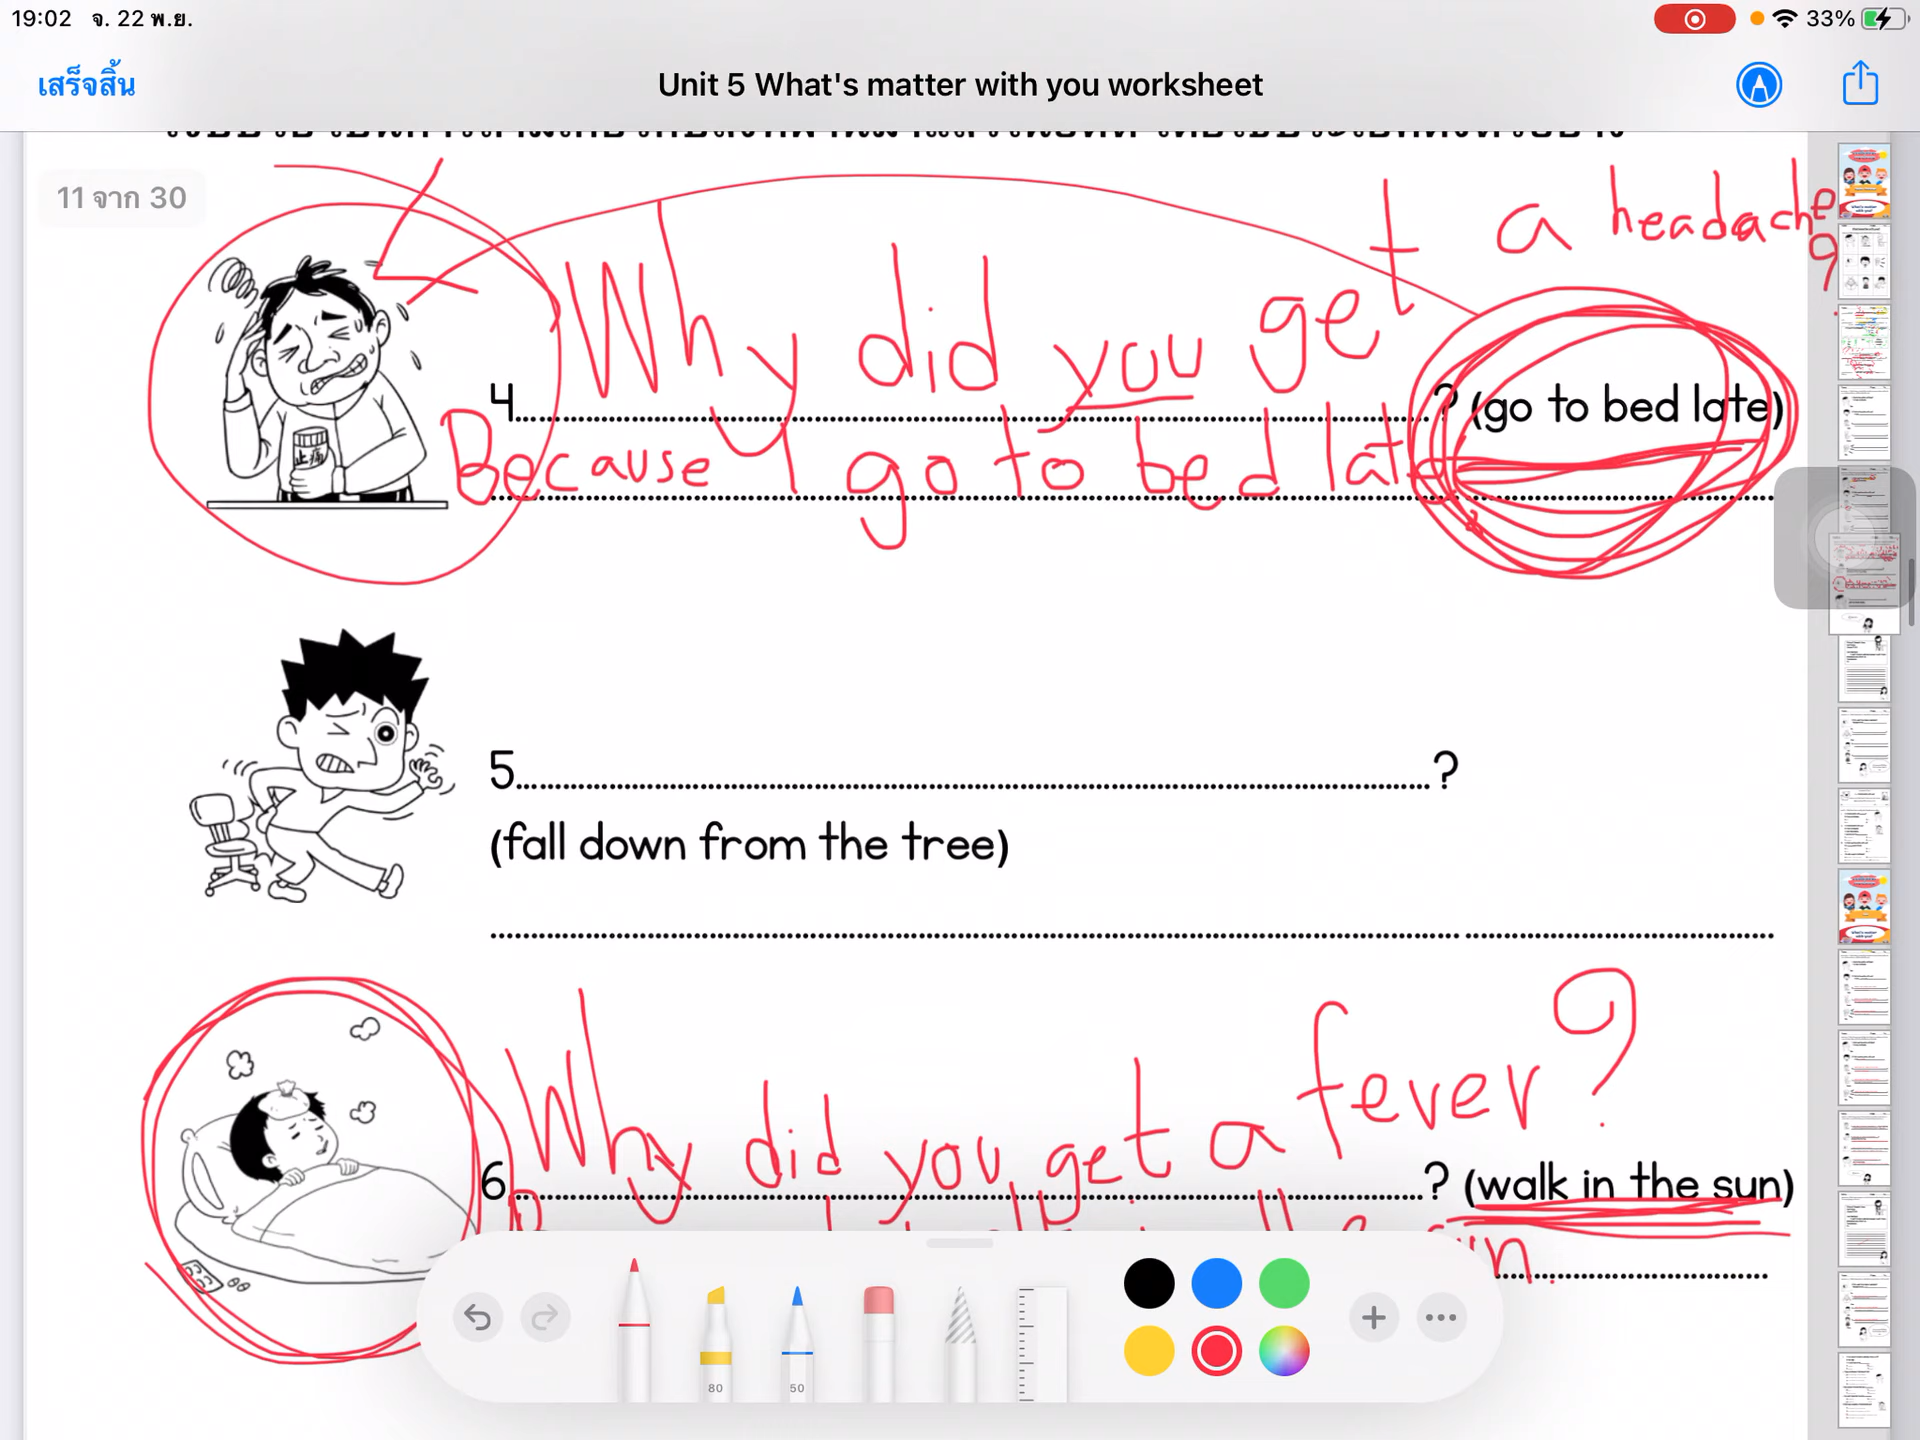 19:02 จ. 22 พ.ย.
33%
เสร็จสิ้น
Unit 5 What's matter with you worksheet
11 จาก 30
Why did you get a headache?
4 ? (go to bed late)
Because I go to bed late
止痛
5 ?
(fall down from the tree)
Why did you get a fever?
6 ? (walk in the sun)
80
50